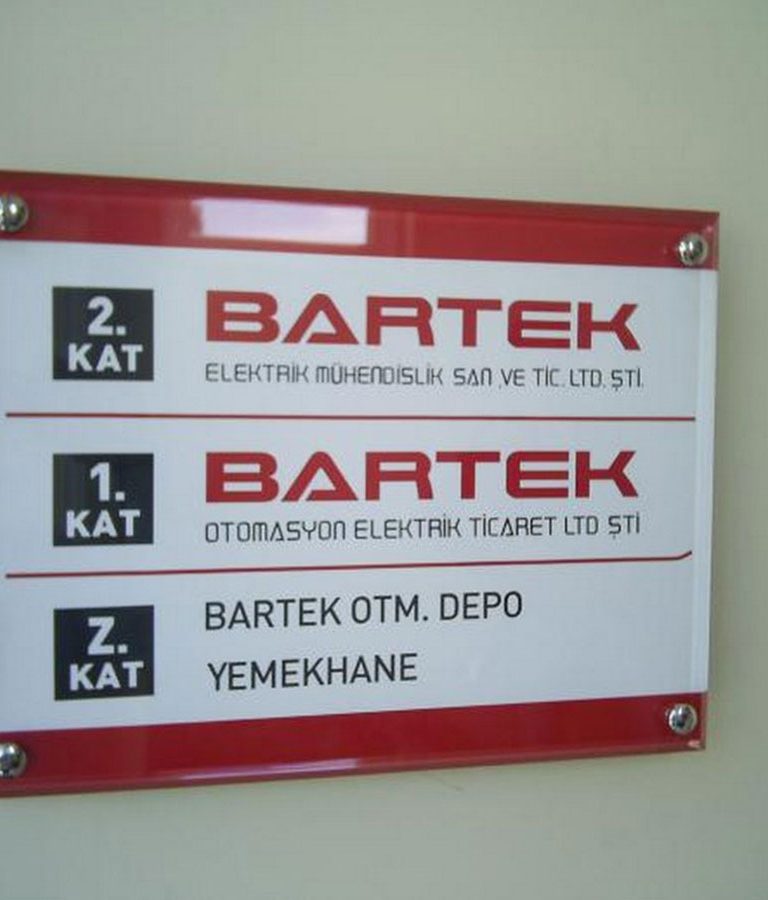 2.
KAT
BARTEK
ELEKTRİK MÜHENDİSLİK SAN .VE TİC. LTD. ŞTİ.
1.
KAT
BARTEK
OTOMASYON ELEKTRİK TİCARET LTD ŞTİ
Z.
KAT
BARTEK OTM. DEPO
YEMEKHANE